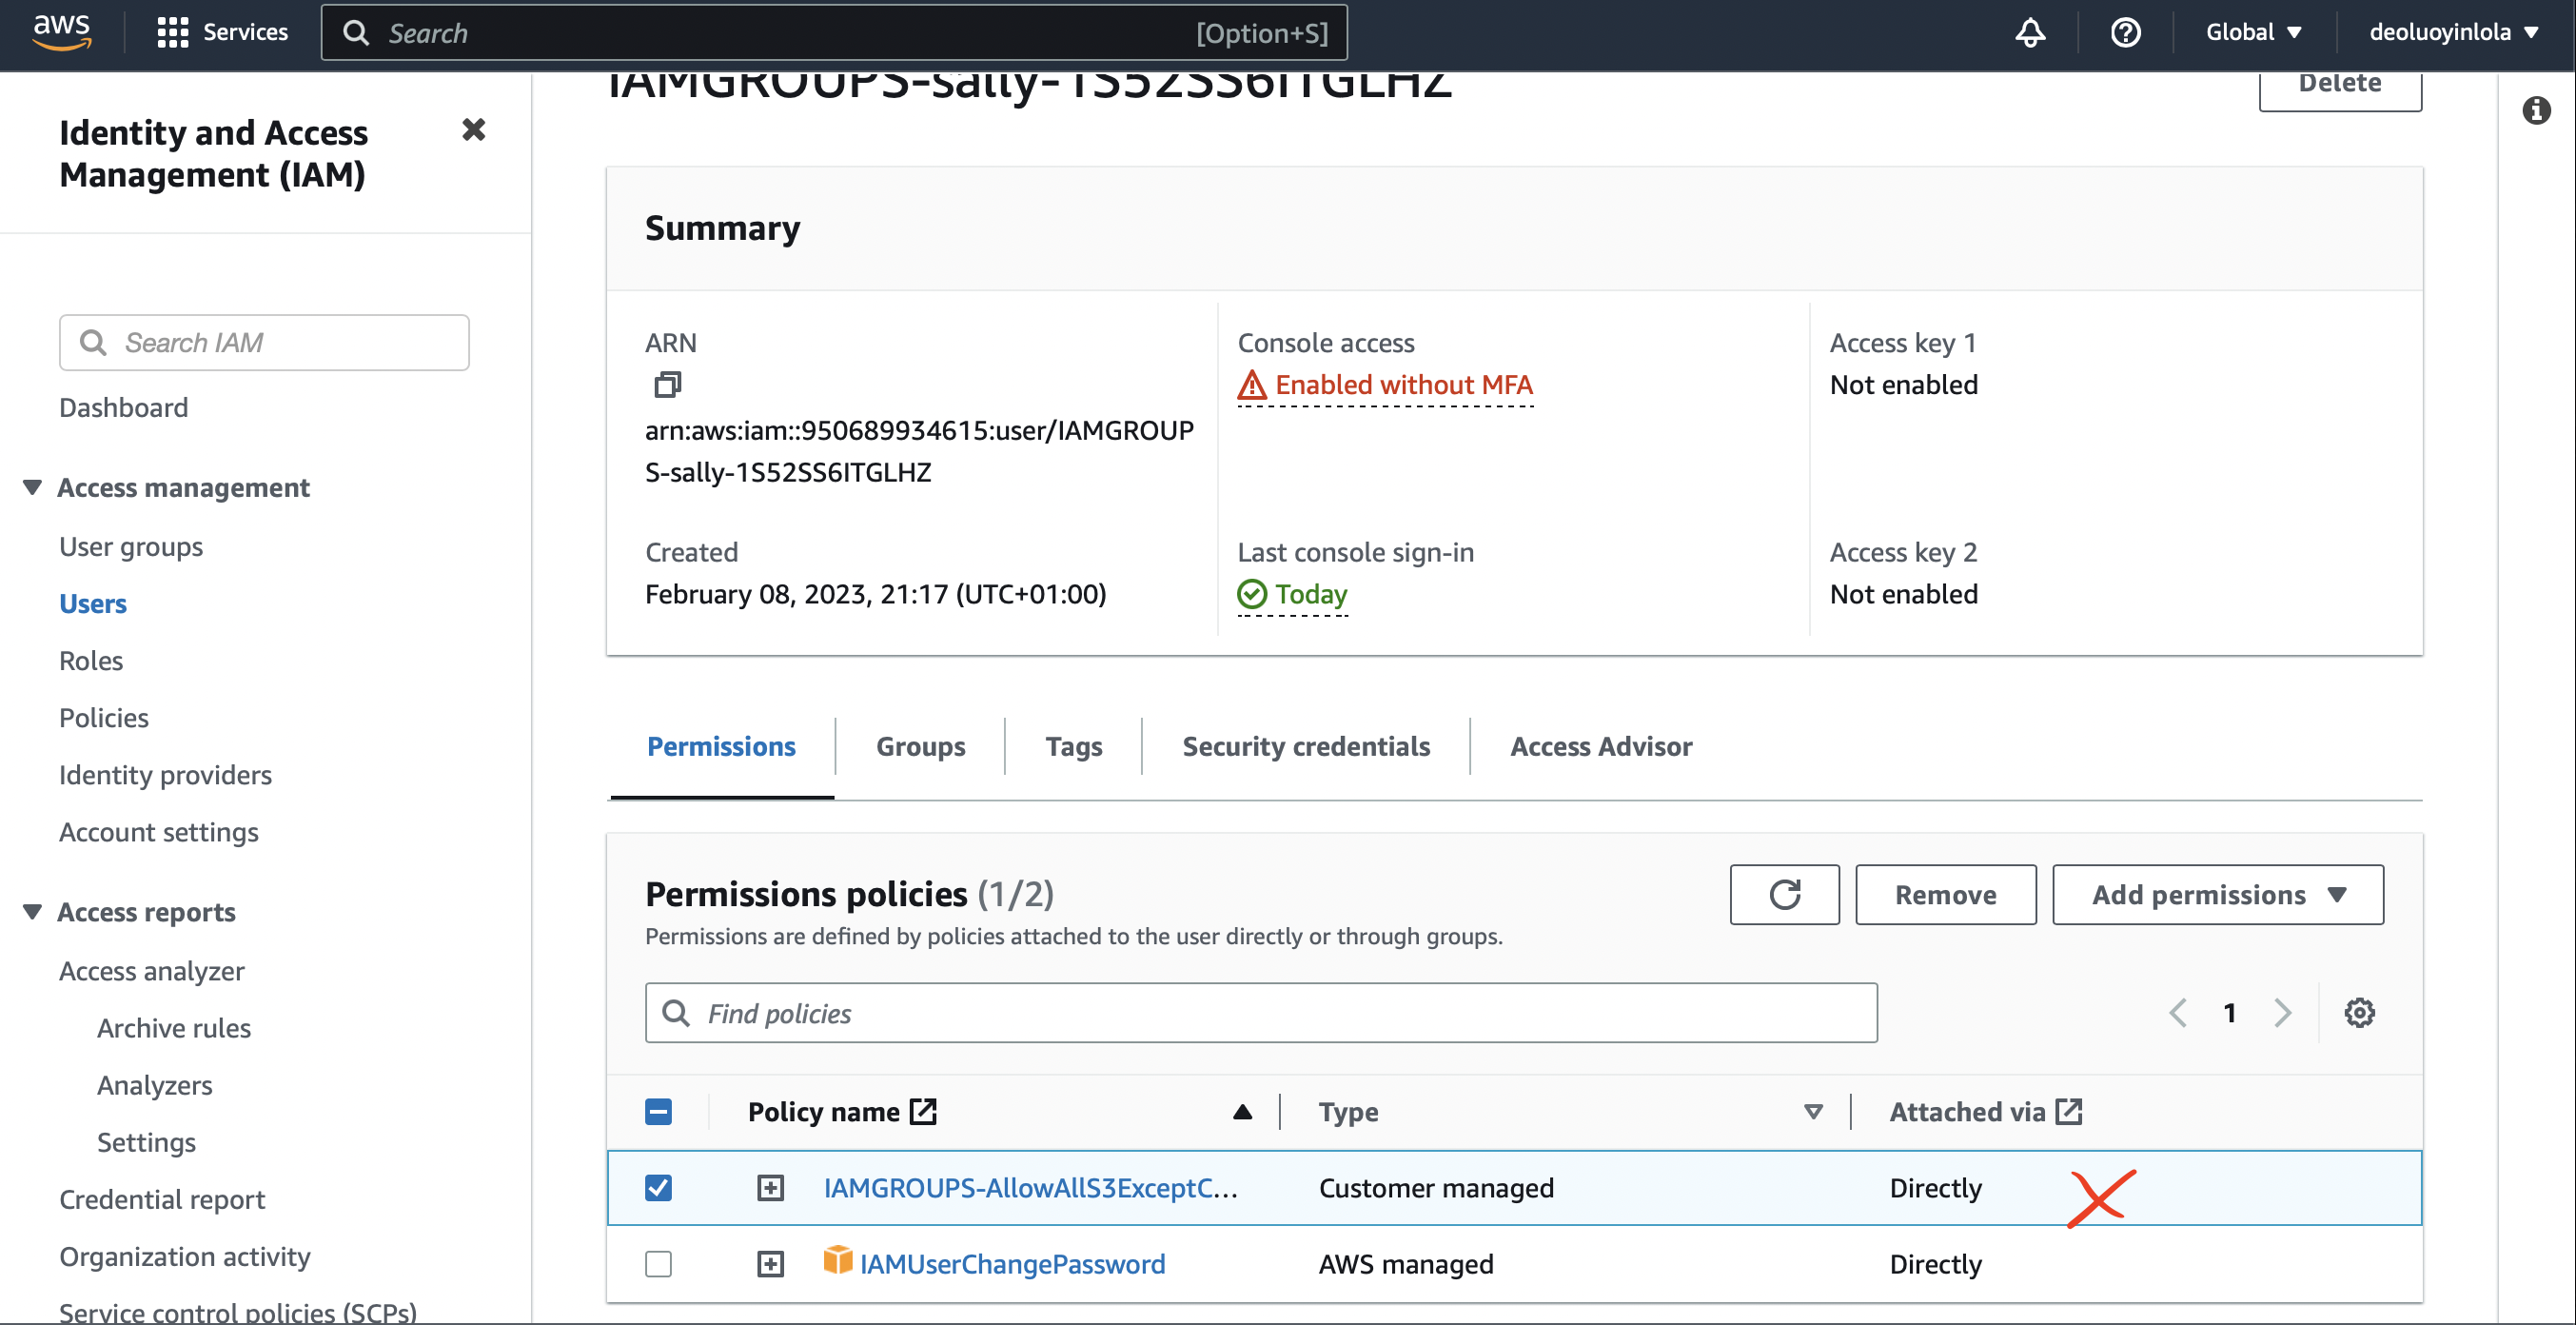 aws
Services
Search
[Option+S]
Global
deoluoyinlola
IAMGROUPS-sally-1S52SS6ITGLHZ
Delete
Identity and Access
Management (IAM)
Search IAM
Dashboard
Access management
User groups
Users
Roles
Policies
Identity providers
Account settings
Access reports
Access analyzer
Archive rules
Analyzers
Settings
Credential report
Organization activity
Service control policies (SCPs)
Summary
ARN
arn:aws:iam::950689934615:user/IAMGROUP
S-sally-1S52SS6ITGLHZ
Console access
Enabled without MFA
Access key 1
Not enabled
Created
February 08, 2023, 21:17 (UTC+01:00)
Last console sign-in
Today
Access key 2
Not enabled
Permissions
Groups
Tags
Security credentials
Access Advisor
Permissions policies (1/2)
Permissions are defined by policies attached to the user directly or through groups.
Remove
Add permissions
Find policies
1
Policy name
Type
Attached via
IAMGROUPS-AllowAllS3ExceptC...
Customer managed
Directly
IAMUserChangePassword
AWS managed
Directly